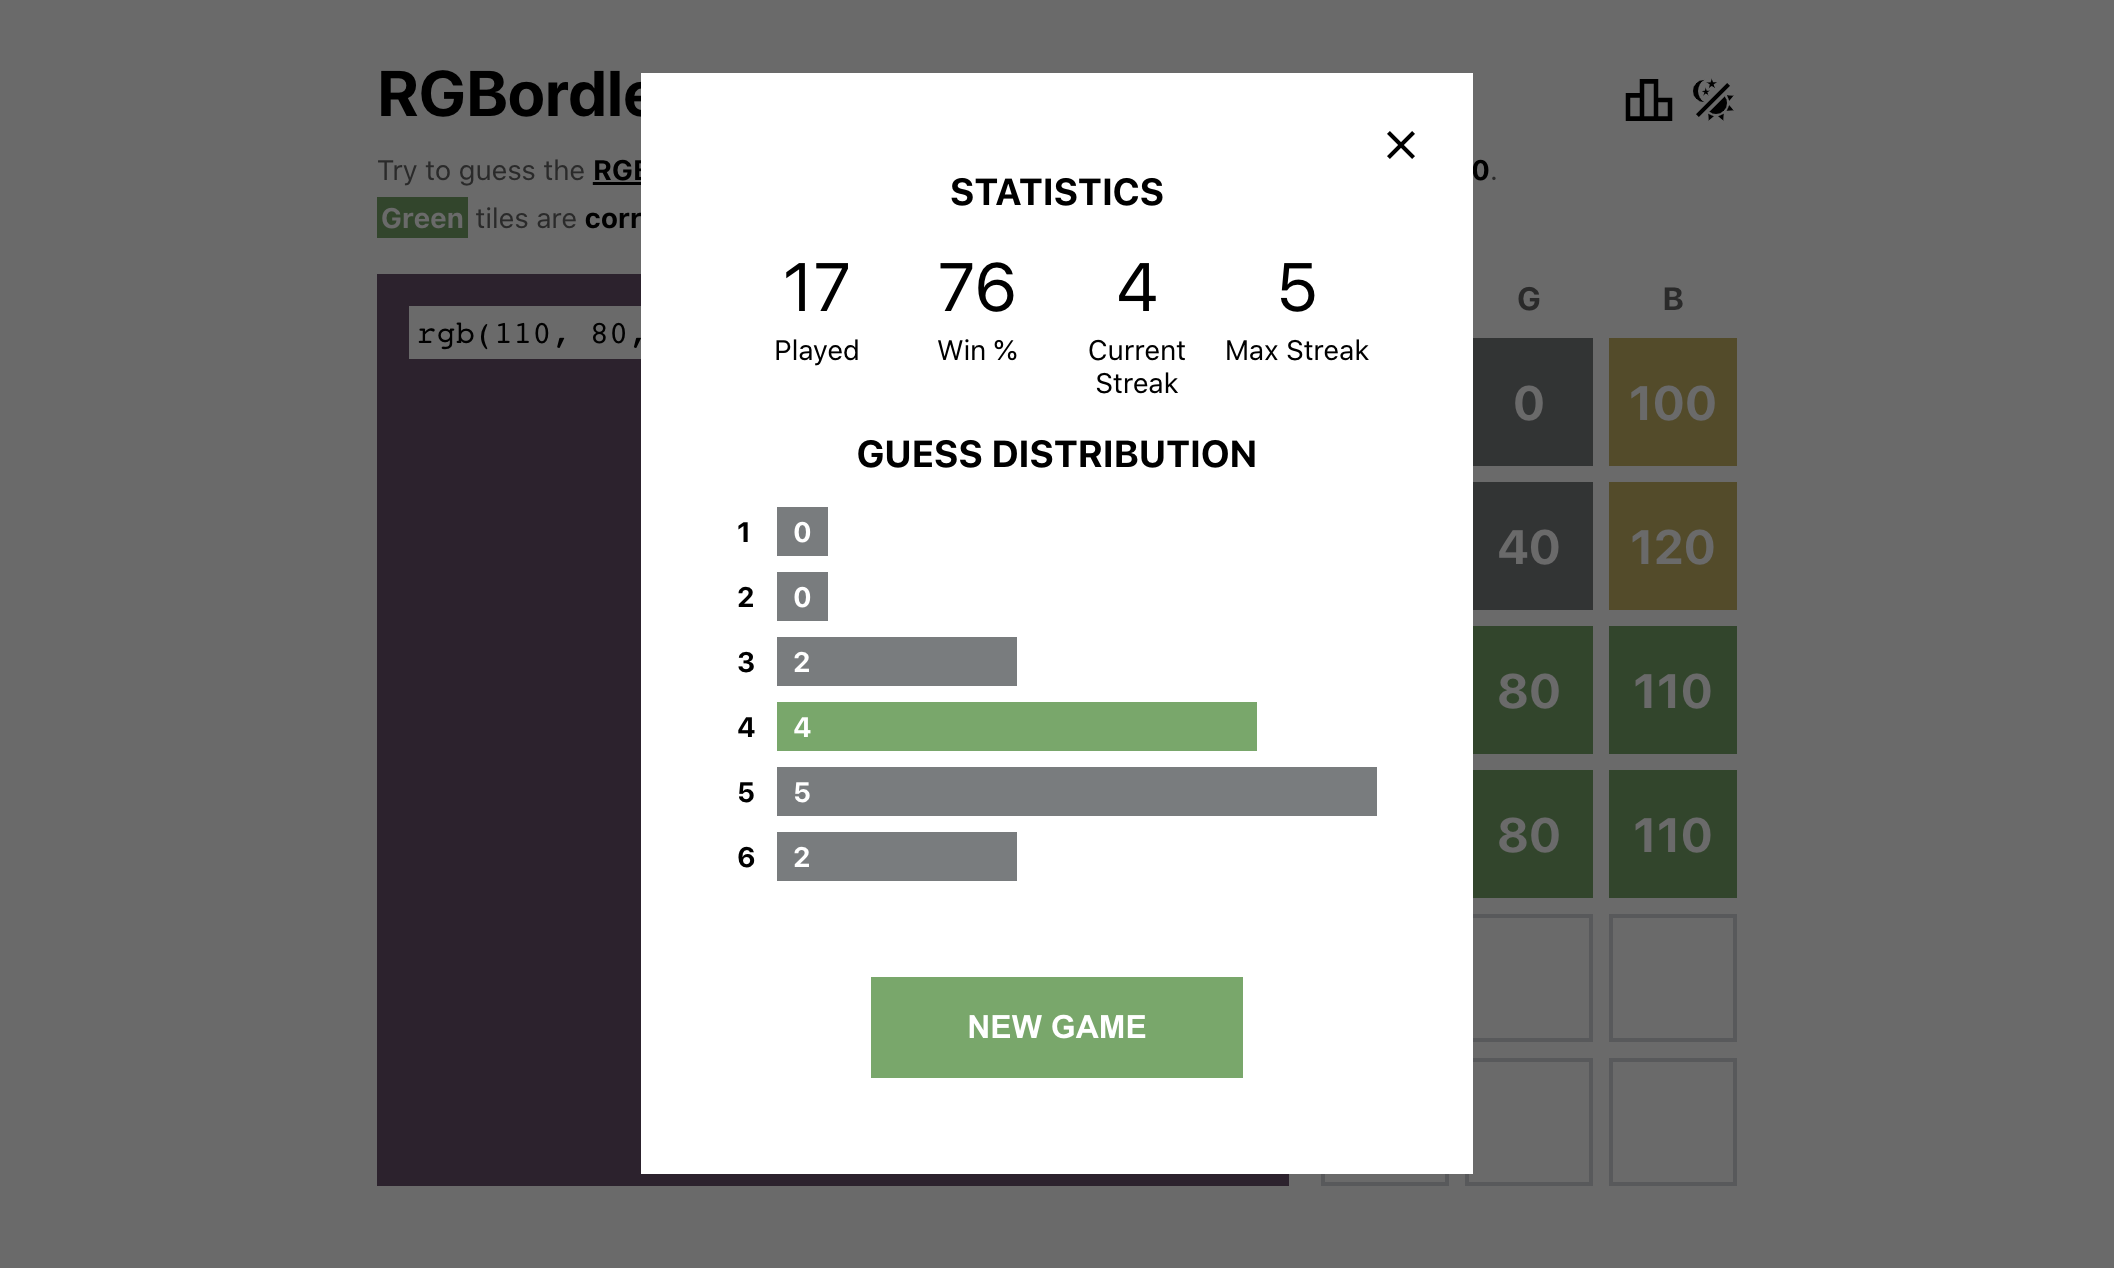 RGBordle
Try to guess the RGB
0.
Green tiles are corr
rgb(110, 80,
G B
0 100
40 120
80 110
80 110
STATISTICS
17 76 4 5
Played Win % Current Streak Max Streak
GUESS DISTRIBUTION
1 0
2 0
3 2
4 4
5 5
6 2
NEW GAME